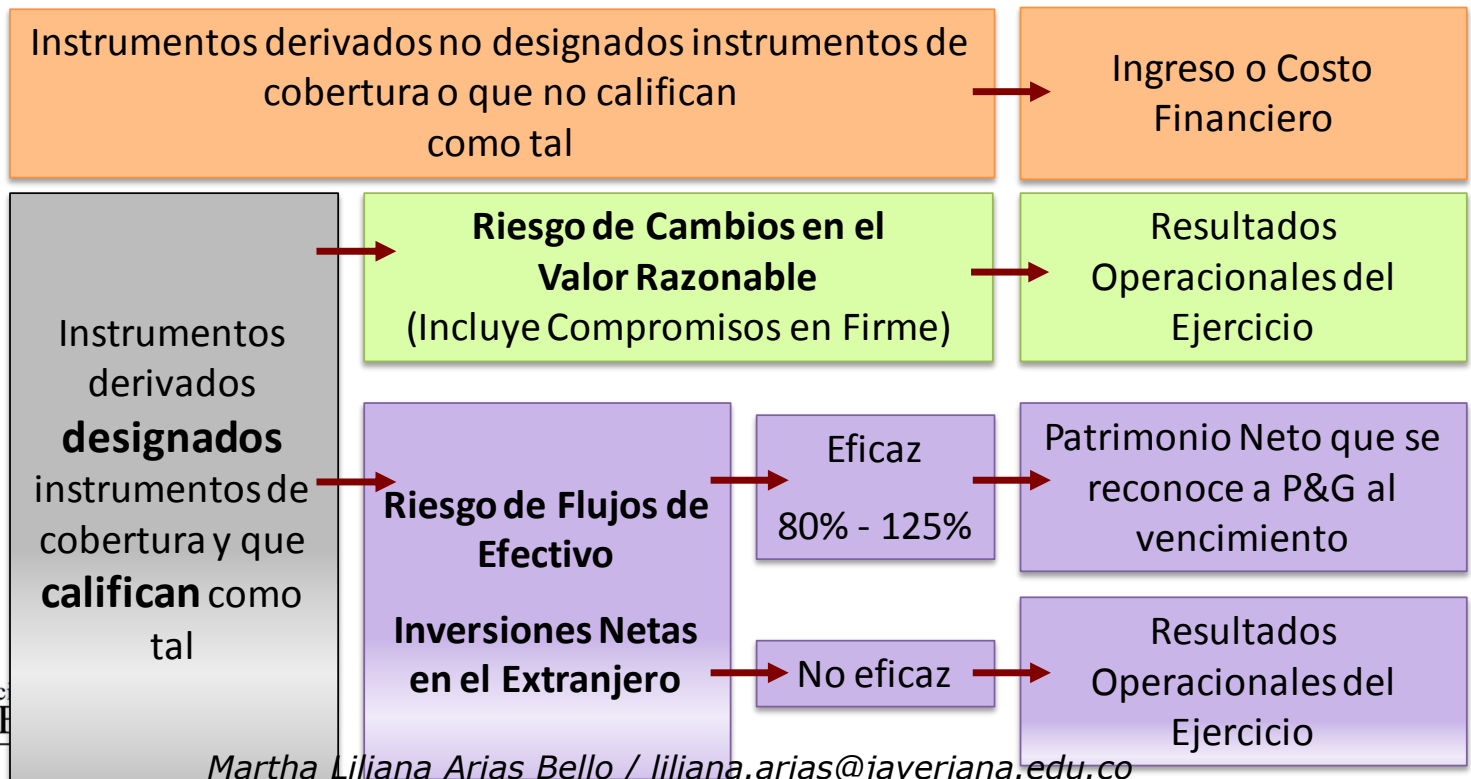 Instrumentos derivados no designados instrumentos de
cobertura o que no califican
como tal
Ingreso o Costo
Financiero
Instrumentos
derivados
designados
instrumentos de
cobertura y que
califican como
tal
Riesgo de Cambios en el
Valor Razonable
(Incluye Compromisos en Firme)
Resultados
Operacionales del
Ejercicio
Riesgo de Flujos de
Efectivo
Inversiones Netas
en el Extranjero
Eficaz
80% - 125%
Patrimonio Neto que se
reconoce a P&G al
vencimiento
No eficaz
Resultados
Operacionales del
Ejercicio
Martha Liliana Arias Bello / liliana.arias@javeriana.edu.co